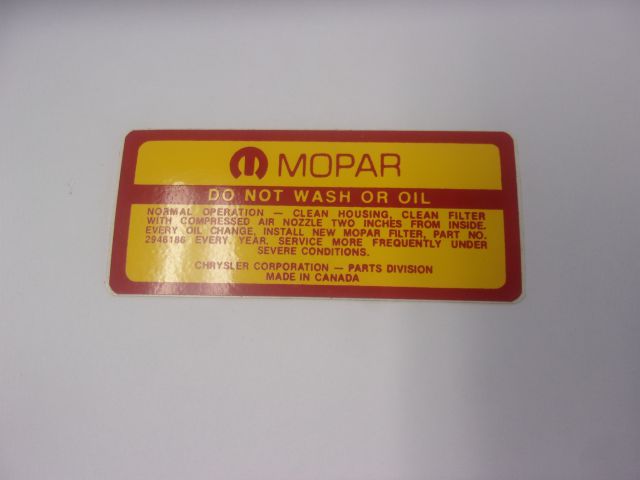 MOPAR
DO NOT WASH OR OIL
NORMAL OPERATION — CLEAN HOUSING, CLEAN FILTER
WITH COMPRESSED AIR NOZZLE TWO INCHES FROM INSIDE.
EVERY OIL CHANGE, INSTALL NEW MOPAR FILTER, PART NO.
2946186 EVERY YEAR. SERVICE MORE FREQUENTLY UNDER
SEVERE CONDITIONS.
CHRYSLER CORPORATION — PARTS DIVISION
MADE IN CANADA